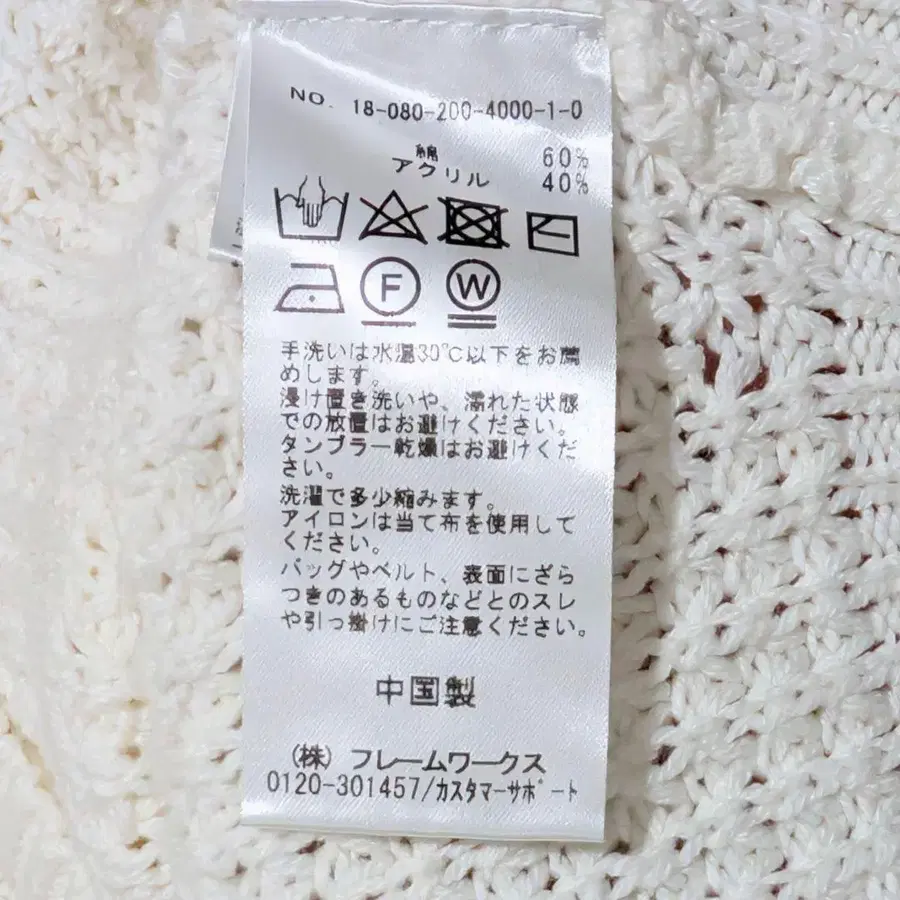 NO. 18-080-200-4000-1-0
綿 60%
アクリル 40%
F W
手洗いは水温30℃以下をお薦
めします。
浸け置き洗いや、濡れた状態
での放置はお避けください。
タンブラー乾燥はお避けくだ
さい。
洗濯で多少縮みます。
アイロンは当て布を使用して
ください。
バッグやベルト、表面にざら
つきのあるものなどとのスレ
や引っ掛けにご注意ください。
中国製
(株) フレームワークス
0120-301457/カスタマーサポート